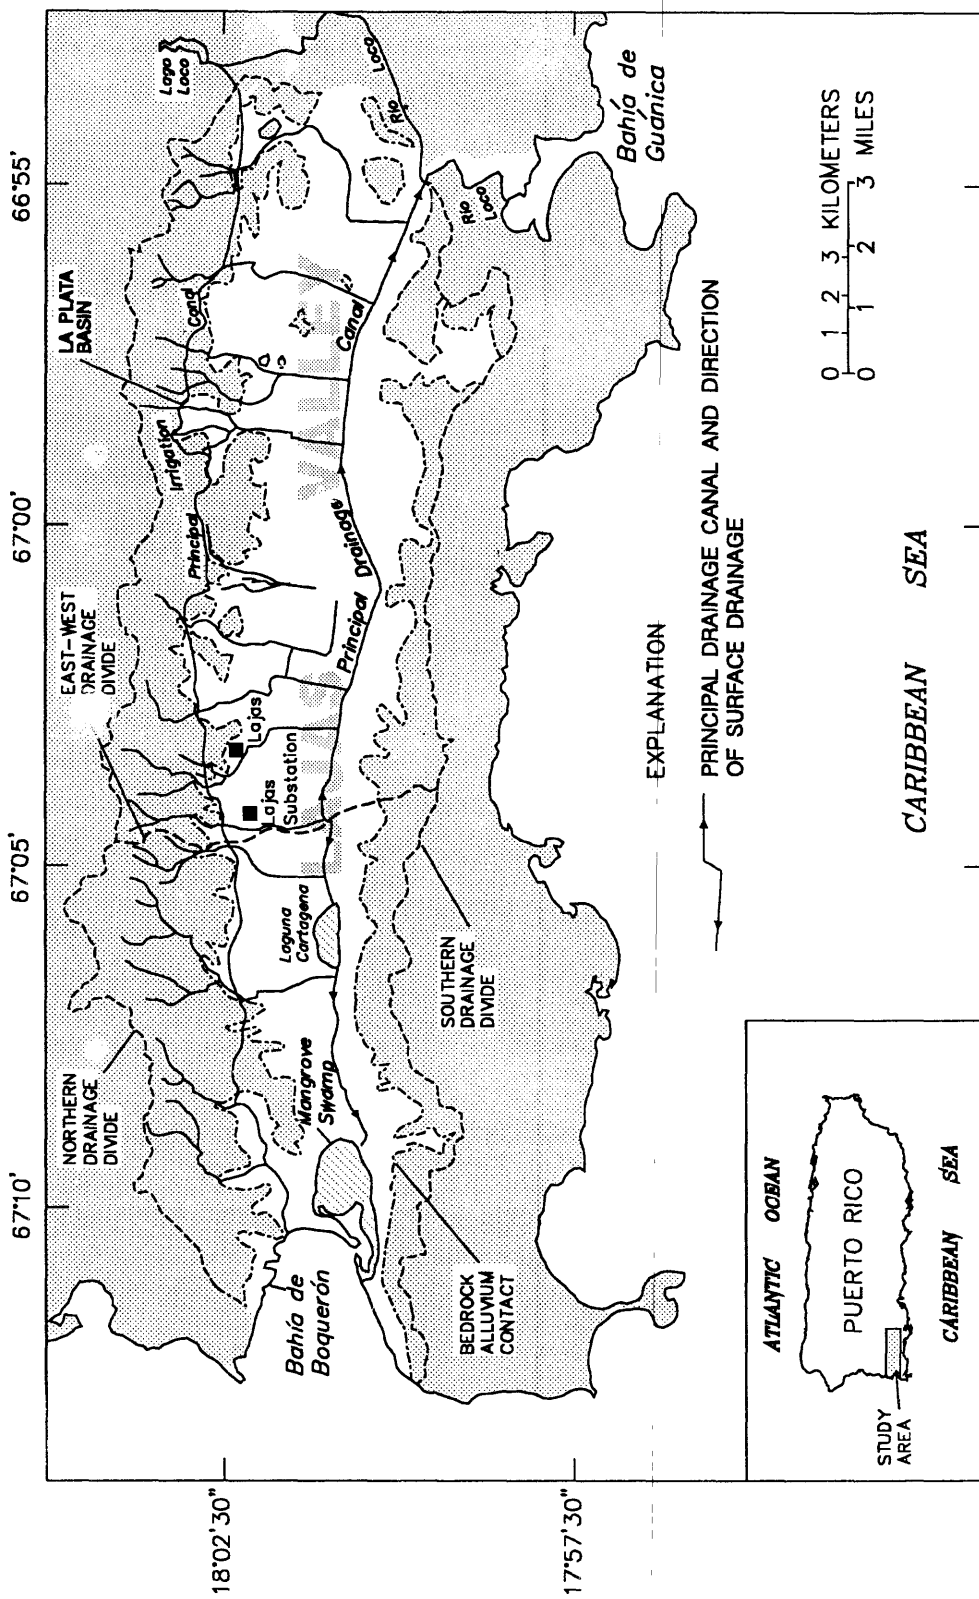 67°10'
67°05'
67°00'
66°55'
18°02'30"
17°57'30"
NORTHERN
DRAINAGE
DIVIDE
EAST-WEST
DRAINAGE
DIVIDE
LA PLATA
BASIN
Lago
Loco
Principal
Irrigation
Canal
Lajas
Lajas
Substation
LAJAS VALLEY
Bahía de
Boquerón
Mangrove
Swamp
Laguna
Cartagena
Principal Drainage Canal
Río Loco
Río
Loco
Bahía de
Guánica
BEDROCK
ALLUVIUM
CONTACT
SOUTHERN
DRAINAGE
DIVIDE
EXPLANATION
PRINCIPAL DRAINAGE CANAL AND DIRECTION
OF SURFACE DRAINAGE
0 1 2 3 KILOMETERS
0 1 2 3 MILES
CARIBBEAN SEA
ATLANTIC OCEAN
PUERTO RICO
STUDY
AREA
CARIBBEAN SEA